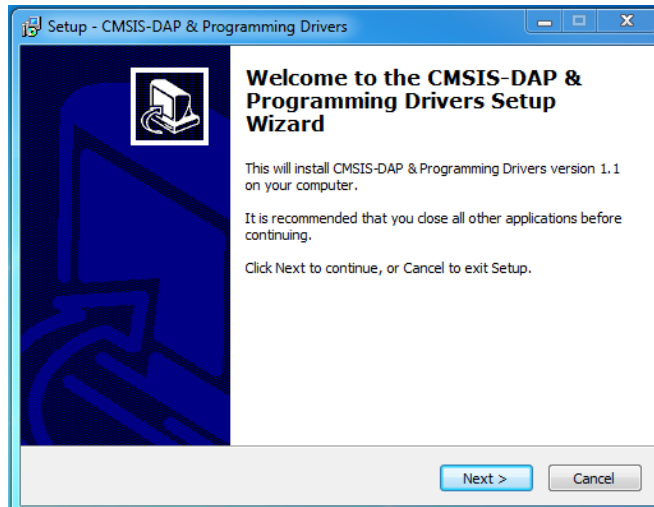 Setup - CMSIS-DAP & Programming Drivers
Welcome to the CMSIS-DAP &
Programming Drivers Setup
Wizard
This will install CMSIS-DAP & Programming Drivers version 1.1
on your computer.
It is recommended that you close all other applications before
continuing.
Click Next to continue, or Cancel to exit Setup.
Next >
Cancel